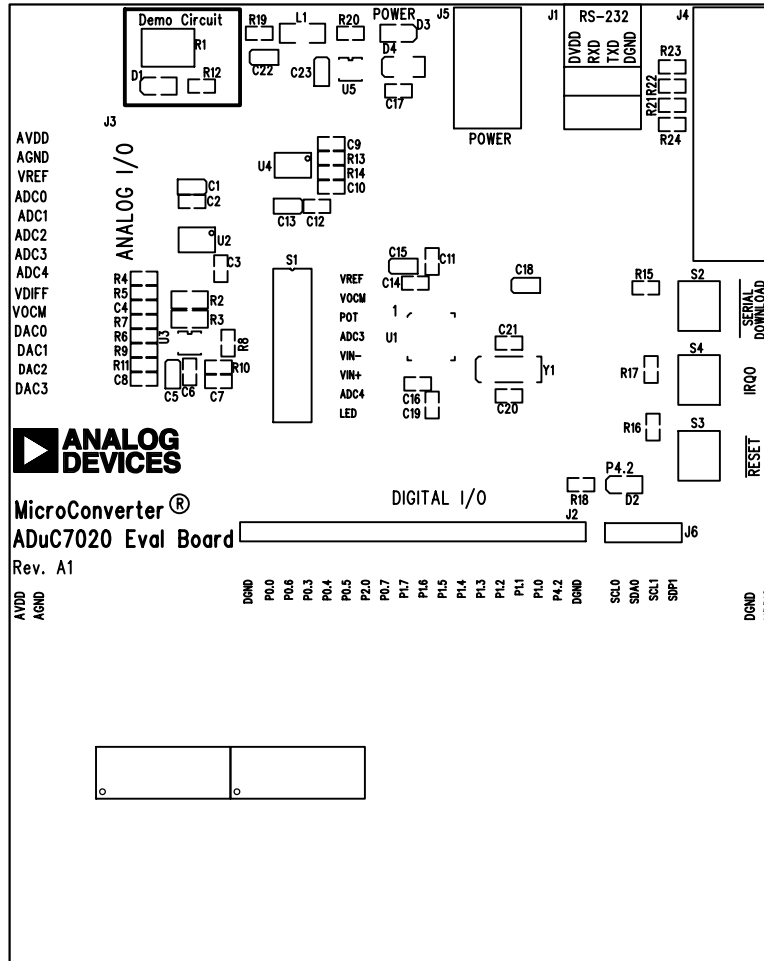 Demo Circuit
R1
D1
R12
R19
L1
R20
POWER
D3
D4
C22
C23
U5
C17
J5
POWER
J1
RS-232
DVDD
RXD
TXD
DGND
J4
R23
R22
R21
R24
J3
ANALOG I/O
AVDD
AGND
VREF
ADC0
ADC1
ADC2
ADC3
ADC4
VDIFF
VOCM
DAC0
DAC1
DAC2
DAC3
C9
R13
R14
C10
U4
C1
C2
C13
C12
U2
C3
R4
R5
C4
R7
R6
R9
R11
C8
R2
R3
U3
R8
R10
C5
C6
C7
S1
VREF
VOCM
POT
ADC3
VIN-
VIN+
ADC4
LED
C15
C11
C14
1
U1
C16
C19
C18
C21
Y1
C20
R15
S2
SERIAL
DOWNLOAD
R17
S4
IRQ0
R16
S3
RESET
ANALOG
DEVICES
MicroConverter®
ADuC7020 Eval Board
Rev. A1
DIGITAL I/O
R18
P4.2
D2
J2
J6
AVDD
AGND
DGND
P0.0
P0.6
P0.3
P0.4
P0.5
P2.0
P0.7
P1.7
P1.6
P1.5
P1.4
P1.3
P1.2
P1.1
P1.0
P4.2
DGND
SCL0
SDA0
SCL1
SDP1
DGND